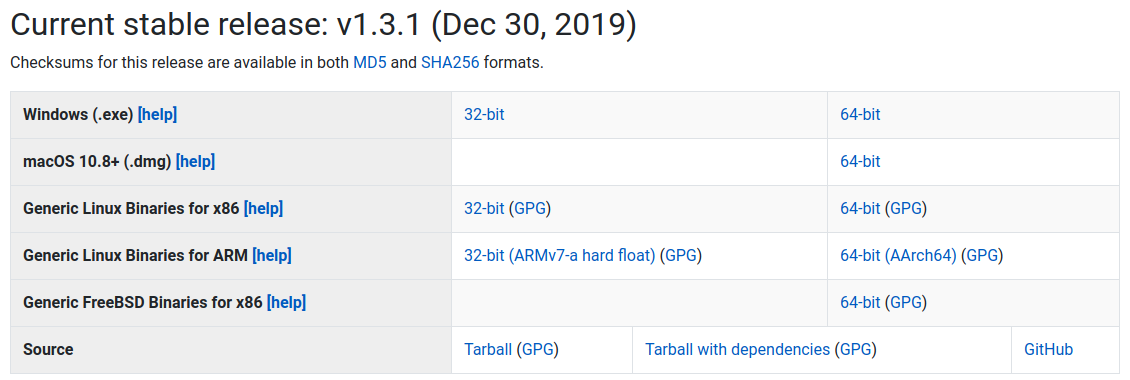 Current stable release: v1.3.1 (Dec 30, 2019)
Checksums for this release are available in both MD5 and SHA256 formats.
Windows (.exe) [help] 32-bit 64-bit
macOS 10.8+ (.dmg) [help] 64-bit
Generic Linux Binaries for x86 [help] 32-bit (GPG) 64-bit (GPG)
Generic Linux Binaries for ARM [help] 32-bit (ARMv7-a hard float) (GPG) 64-bit (AArch64) (GPG)
Generic FreeBSD Binaries for x86 [help] 64-bit (GPG)
Source Tarball (GPG) Tarball with dependencies (GPG) GitHub